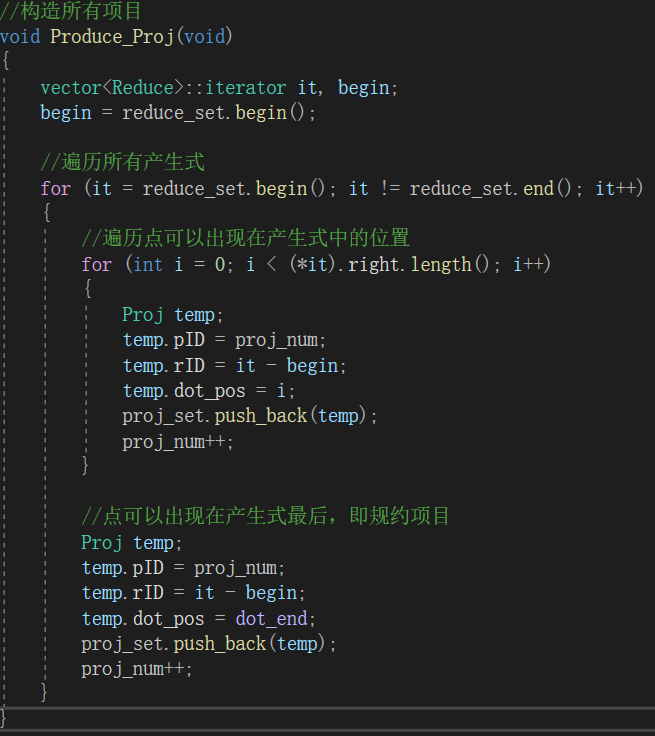 //构造所有项目
void Produce_Proj(void)
{
    vector<Reduce>::iterator it, begin;
    begin = reduce_set.begin();

    //遍历所有产生式
    for (it = reduce_set.begin(); it != reduce_set.end(); it++)
    {
        //遍历点可以出现在产生式中的位置
        for (int i = 0; i < (*it).right.length(); i++)
        {
            Proj temp;
            temp.pID = proj_num;
            temp.rID = it - begin;
            temp.dot_pos = i;
            proj_set.push_back(temp);
            proj_num++;
        }

        //点可以出现在产生式最后，即规约项目
        Proj temp;
        temp.pID = proj_num;
        temp.rID = it - begin;
        temp.dot_pos = dot_end;
        proj_set.push_back(temp);
        proj_num++;
    }
}